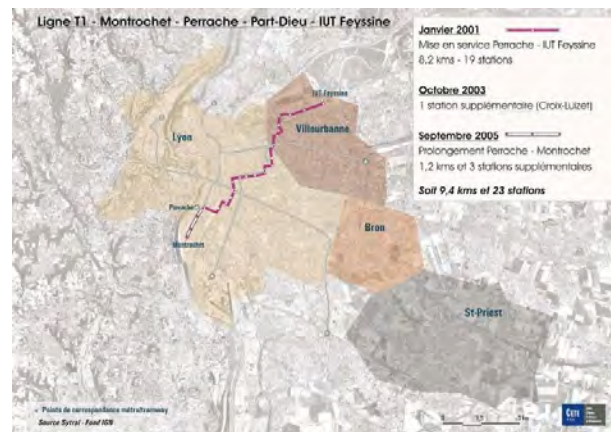 Ligne T1 - Montrochet - Perrache - Part-Dieu - IUT Feyssine
Janvier 2001
Mise en service Perrache - IUT Feyssine
8,2 kms - 19 stations
Octobre 2003
1 station supplémentaire (Croix-Luizet)
Septembre 2005
Prolongement Perrache - Montrochet
1,2 kms et 3 stations supplémentaires
Soit 9,4 kms et 23 stations
IUT Feyssine
Villeurbanne
Lyon
Perrache
Montrochet
Bron
St-Priest
Points de correspondance métro/tramway
Source Sytral - Fond IGN
CETE